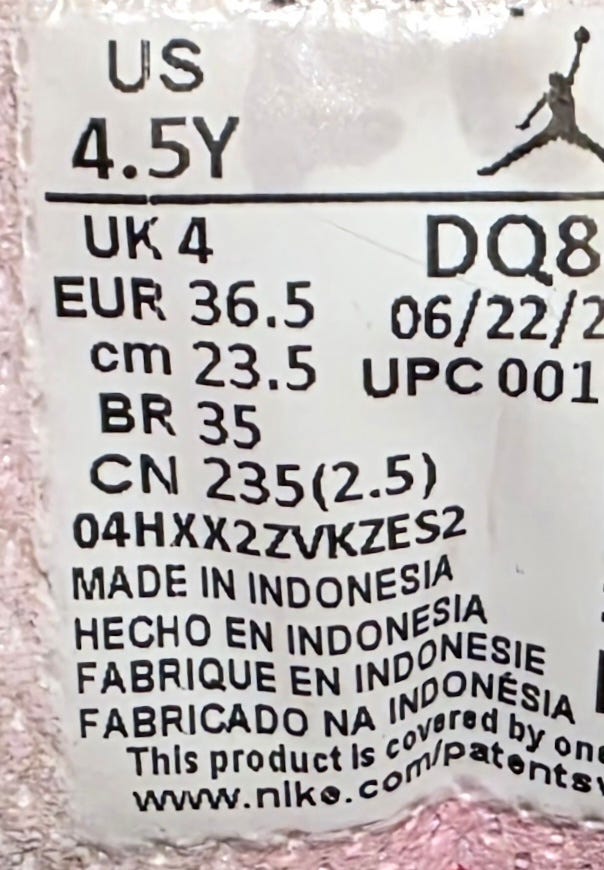 US
4.5Y
UK 4
EUR 36.5
cm 23.5
BR 35
CN 235(2.5)
04HXX2ZVKZES2
DQ8
06/22/2
UPC 001
MADE IN INDONESIA
HECHO EN INDONESIA
FABRIQUE EN INDONESIE
FABRICADO NA INDONÉSIA
This product is covered by one
www.nike.com/patents